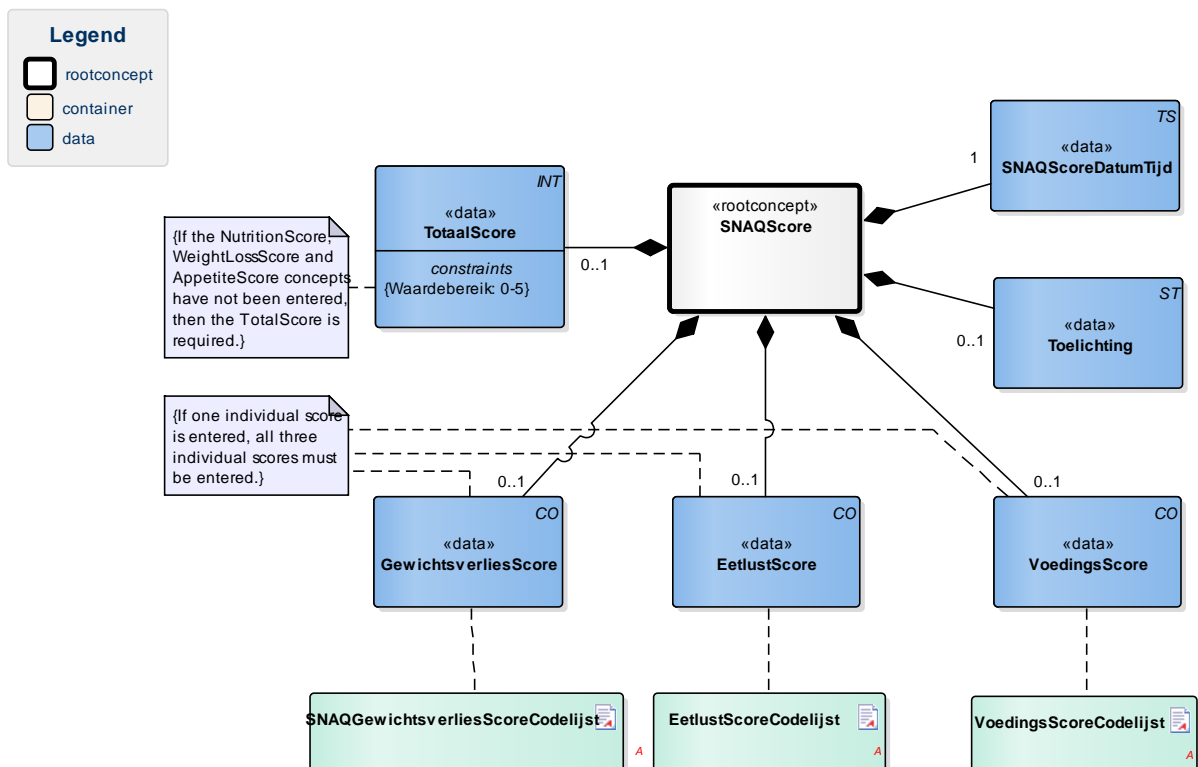 Legend
rootconcept
container
data
TS
«data»
SNAQScoreDatumTijd
1
INT
«data»
TotaalScore
constraints
{Waardebereik: 0-5}
0..1
«rootconcept»
SNAQScore
{If the NutritionScore,
WeightLossScore and
AppetiteScore concepts
have not been entered,
then the TotalScore is
required.}
ST
«data»
Toelichting
0..1
{If one individual score
is entered, all three
individual scores must
be entered.}
0..1
0..1
0..1
CO
«data»
GewichtsverliesScore
CO
«data»
EetlustScore
CO
«data»
VoedingsScore
SNAQGewichtsverliesScoreCodelijst
A
EetlustScoreCodelijst
A
VoedingsScoreCodelijst
A